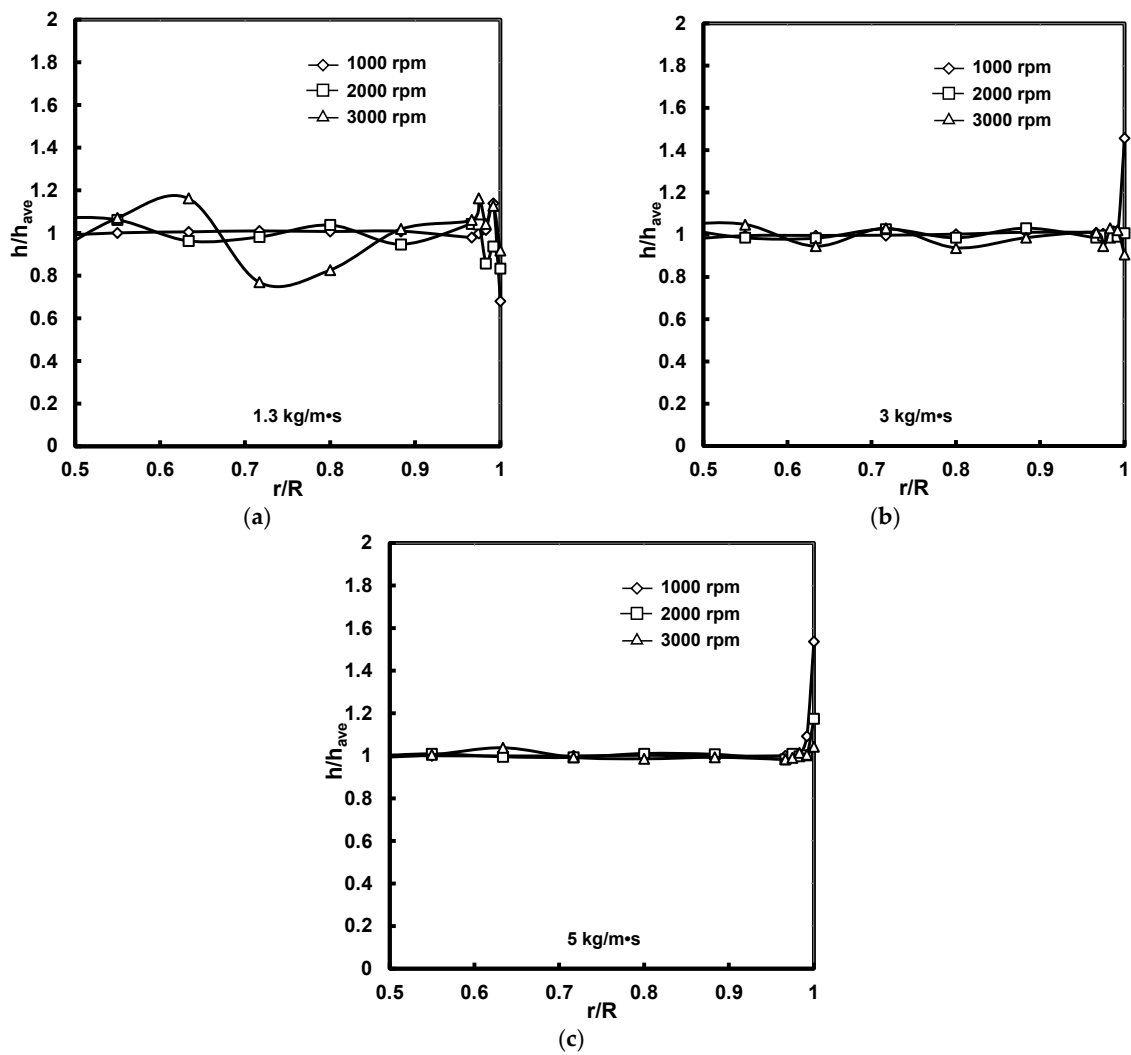 2
1.8
1.6
1.4
1.2
1
0.8
0.6
0.4
0.2
0
h/h_ave
1000 rpm
2000 rpm
3000 rpm
1.3 kg/m•s
0.5 0.6 0.7 0.8 0.9 1
r/R
(a)
2
1.8
1.6
1.4
1.2
1
0.8
0.6
0.4
0.2
0
h/h_ave
1000 rpm
2000 rpm
3000 rpm
3 kg/m•s
0.5 0.6 0.7 0.8 0.9 1
r/R
(b)
2
1.8
1.6
1.4
1.2
1
0.8
0.6
0.4
0.2
0
h/h_ave
1000 rpm
2000 rpm
3000 rpm
5 kg/m•s
0.5 0.6 0.7 0.8 0.9 1
r/R
(c)